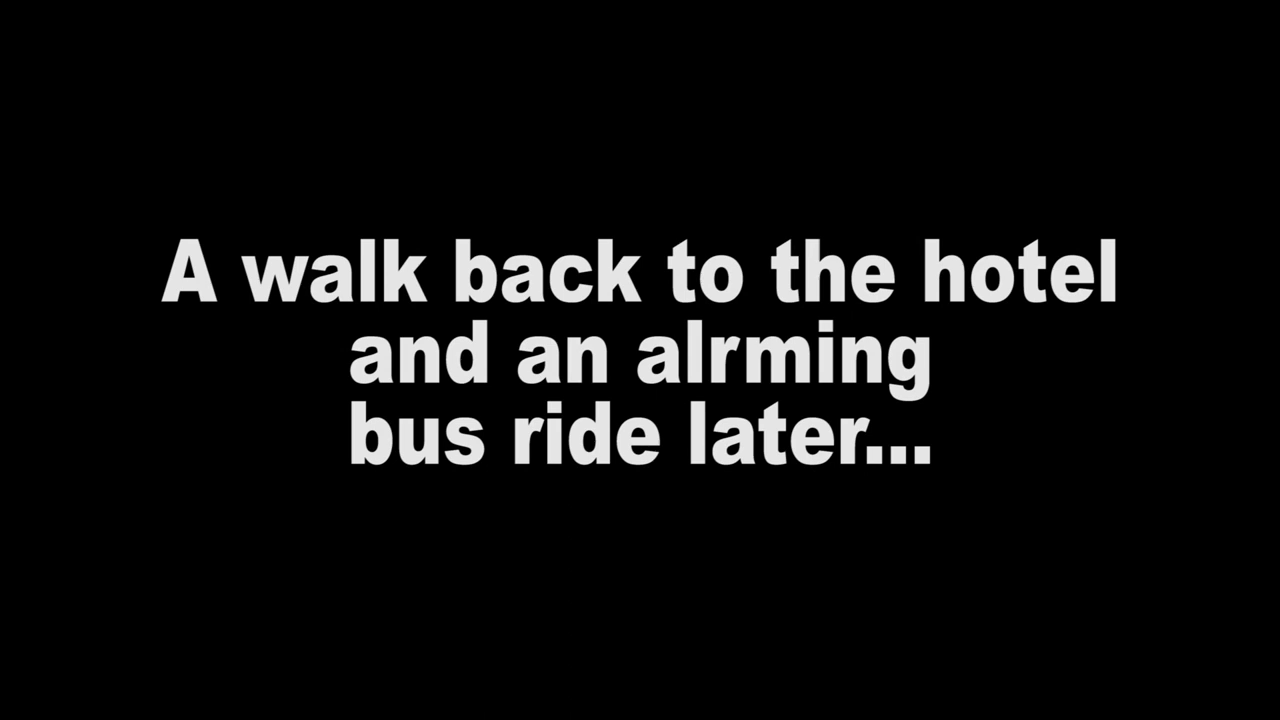 A walk back to the hotel
and an alrming
bus ride later...